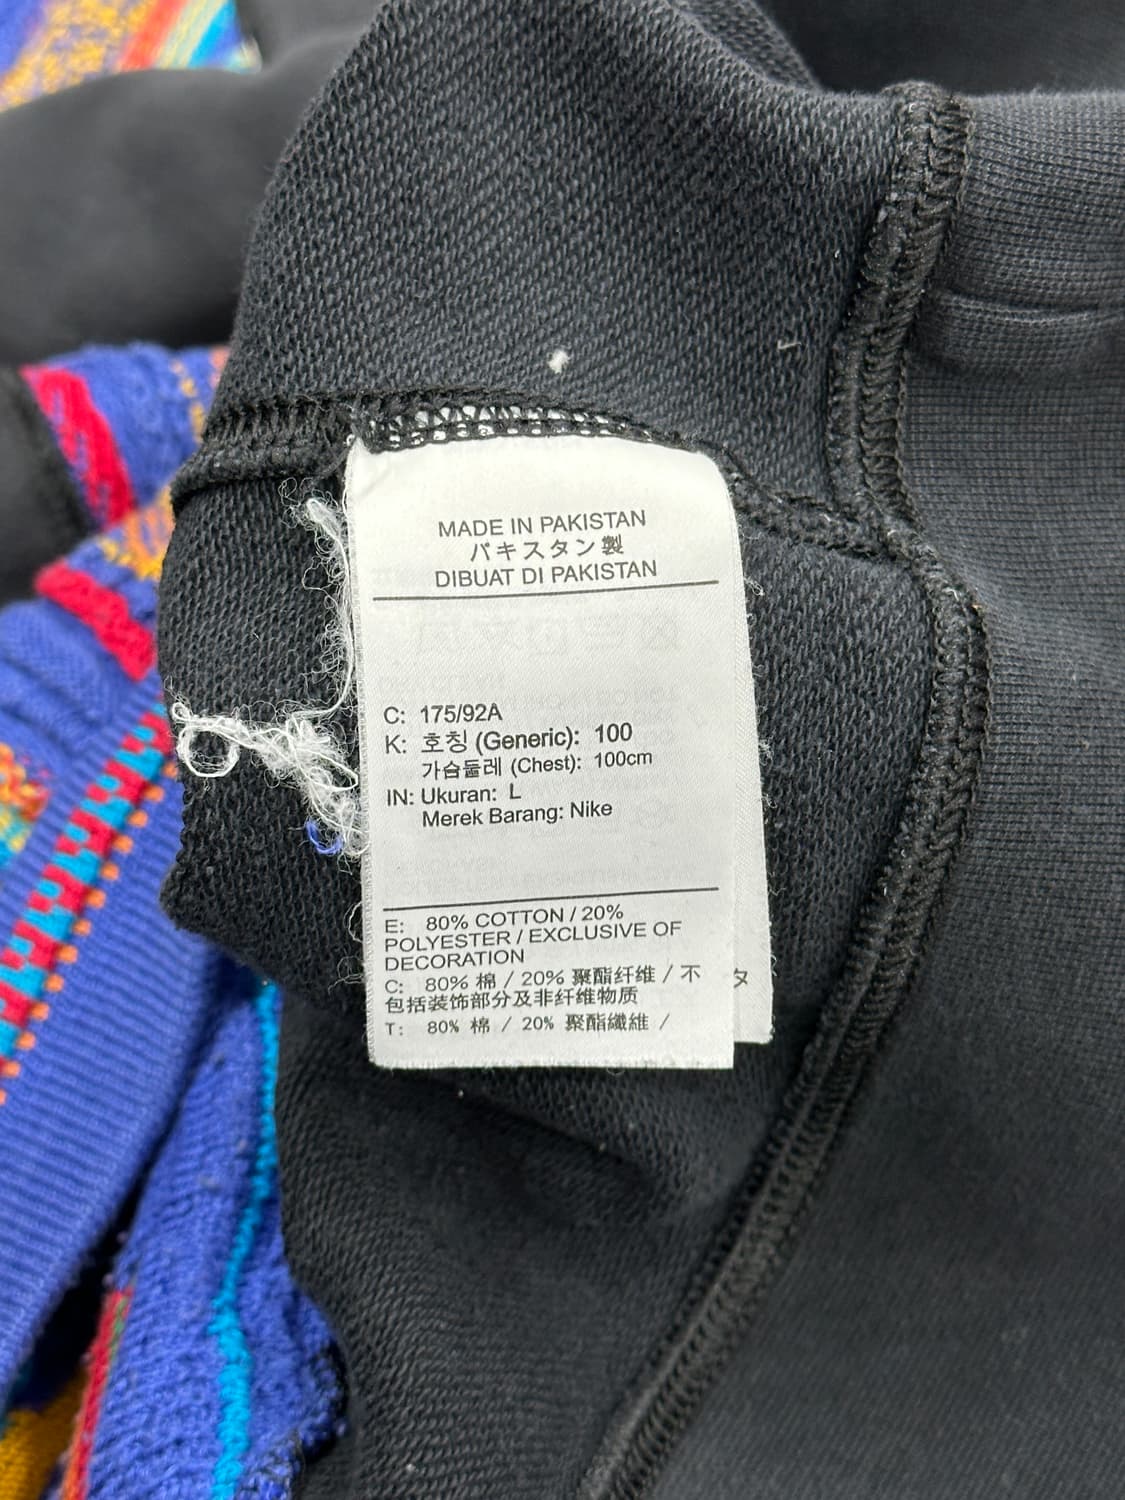 MADE IN PAKISTAN
パキスタン製
DIBUAT DI PAKISTAN
C: 175/92A
K: 호칭 (Generic): 100
가슴둘레 (Chest): 100cm
IN: Ukuran: L
Merek Barang: Nike
E: 80% COTTON / 20%
POLYESTER / EXCLUSIVE OF
DECORATION
C: 80% 棉 / 20% 聚酯纤维 / 不
包括装饰部分及非纤维物质
T: 80% 棉 / 20% 聚酯纖維 /
タ